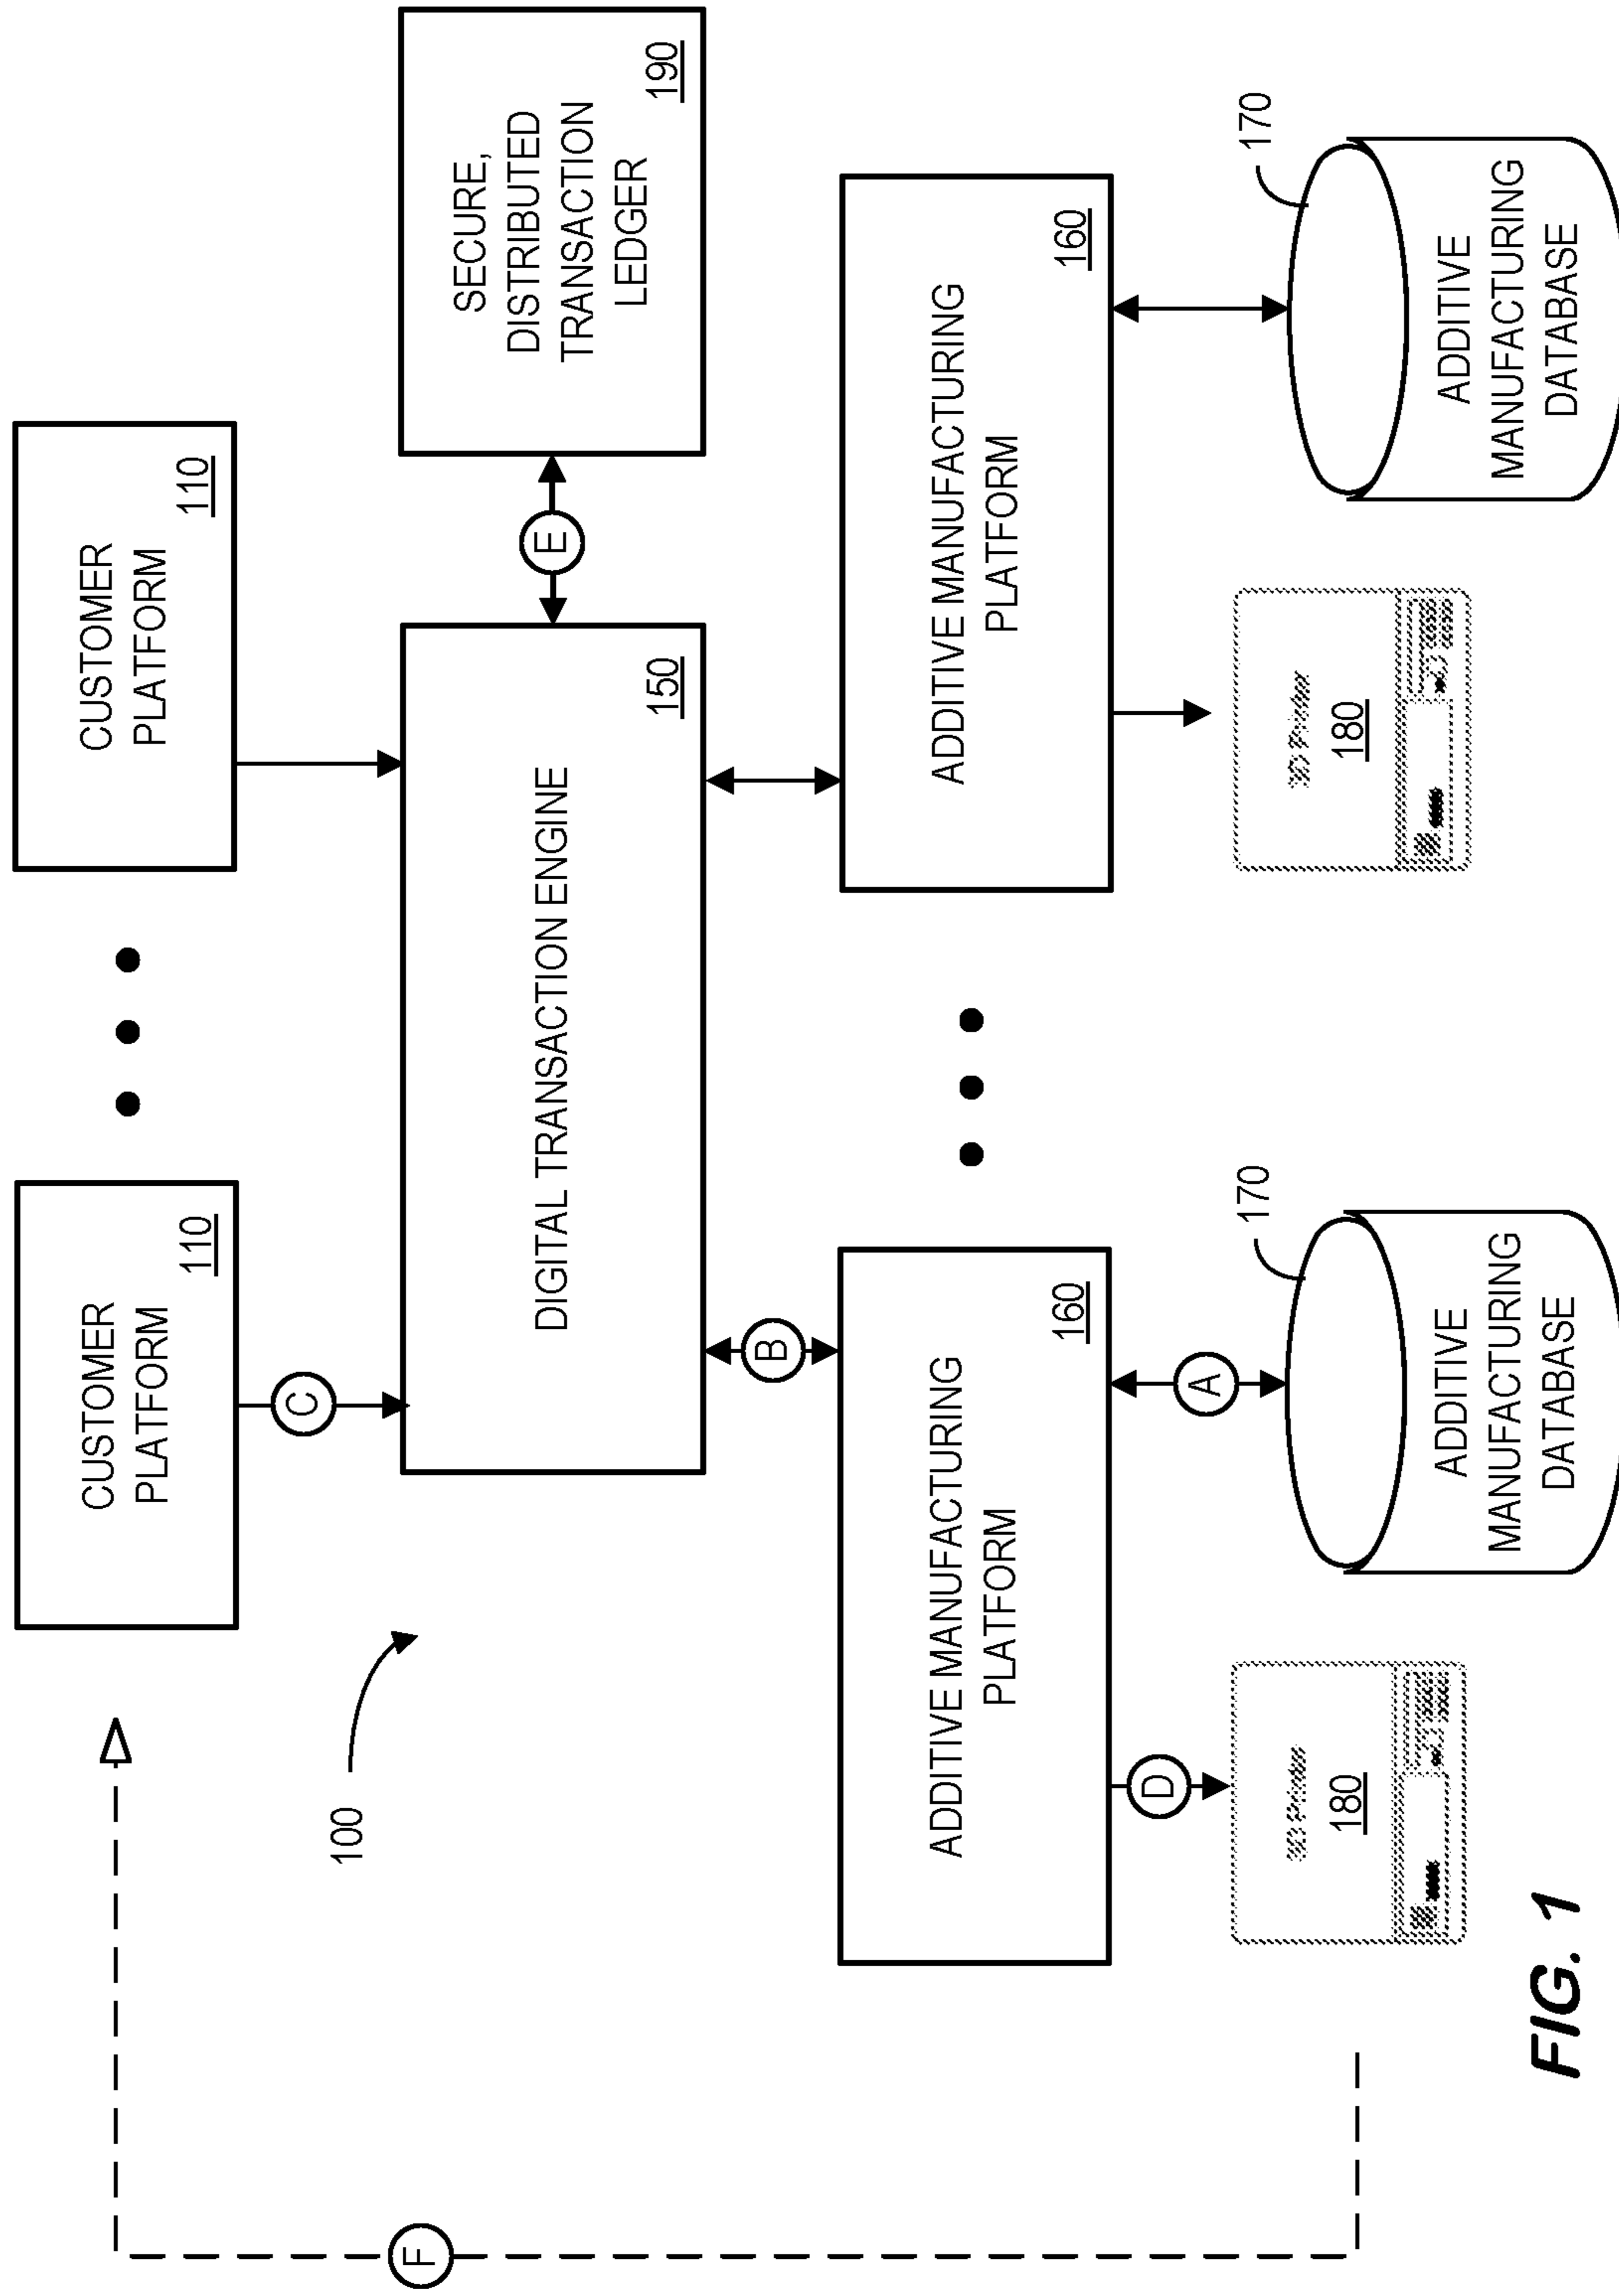 CUSTOMER
PLATFORM
110
CUSTOMER
PLATFORM
110
C
100
DIGITAL TRANSACTION ENGINE
150
E
SECURE,
DISTRIBUTED
TRANSACTION
LEDGER
190
F
B
ADDITIVE MANUFACTURING
PLATFORM
160
ADDITIVE MANUFACTURING
PLATFORM
160
D
A
180
170
ADDITIVE
MANUFACTURING
DATABASE
180
170
ADDITIVE
MANUFACTURING
DATABASE
FIG. 1